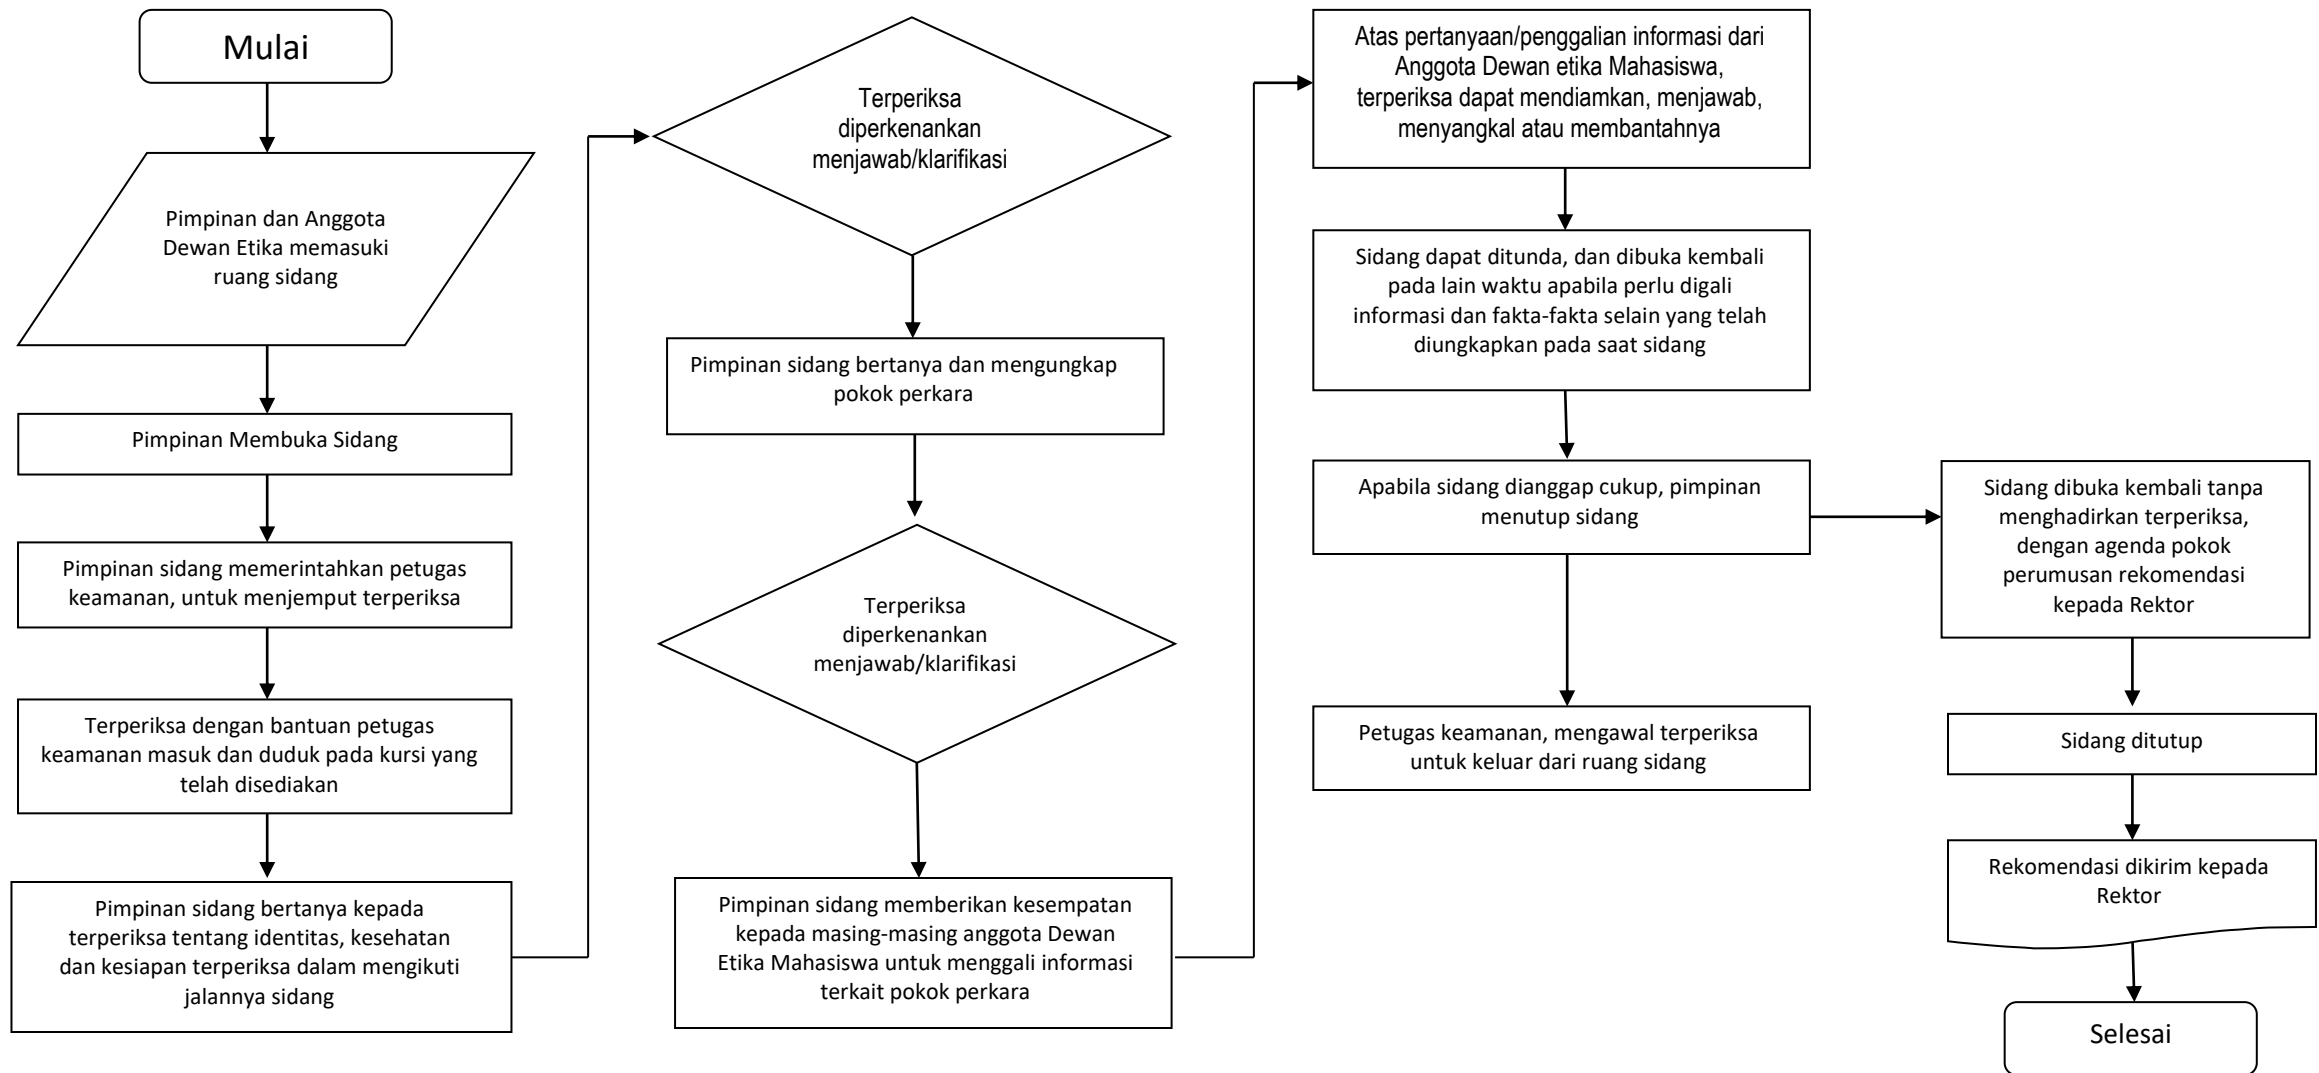 Mulai
Pimpinan dan Anggota
Dewan Etika memasuki
ruang sidang
Pimpinan Membuka Sidang
Pimpinan sidang memerintahkan petugas
keamanan, untuk menjemput terperiksa
Terperiksa dengan bantuan petugas
keamanan masuk dan duduk pada kursi yang
telah disediakan
Pimpinan sidang bertanya kepada
terperiksa tentang identitas, kesehatan
dan kesiapan terperiksa dalam mengikuti
jalannya sidang
Terperiksa
diperkenankan
menjawab/klarifikasi
Pimpinan sidang bertanya dan mengungkap
pokok perkara
Terperiksa
diperkenankan
menjawab/klarifikasi
Pimpinan sidang memberikan kesempatan
kepada masing-masing anggota Dewan
Etika Mahasiswa untuk menggali informasi
terkait pokok perkara
Atas pertanyaan/penggalian informasi dari
Anggota Dewan etika Mahasiswa,
terperiksa dapat mendiamkan, menjawab,
menyangkal atau membantahnya
Sidang dapat ditunda, dan dibuka kembali
pada lain waktu apabila perlu digali
informasi dan fakta-fakta selain yang telah
diungkapkan pada saat sidang
Apabila sidang dianggap cukup, pimpinan
menutup sidang
Petugas keamanan, mengawal terperiksa
untuk keluar dari ruang sidang
Sidang dibuka kembali tanpa
menghadirkan terperiksa,
dengan agenda pokok
perumusan rekomendasi
kepada Rektor
Sidang ditutup
Rekomendasi dikirim kepada
Rektor
Selesai